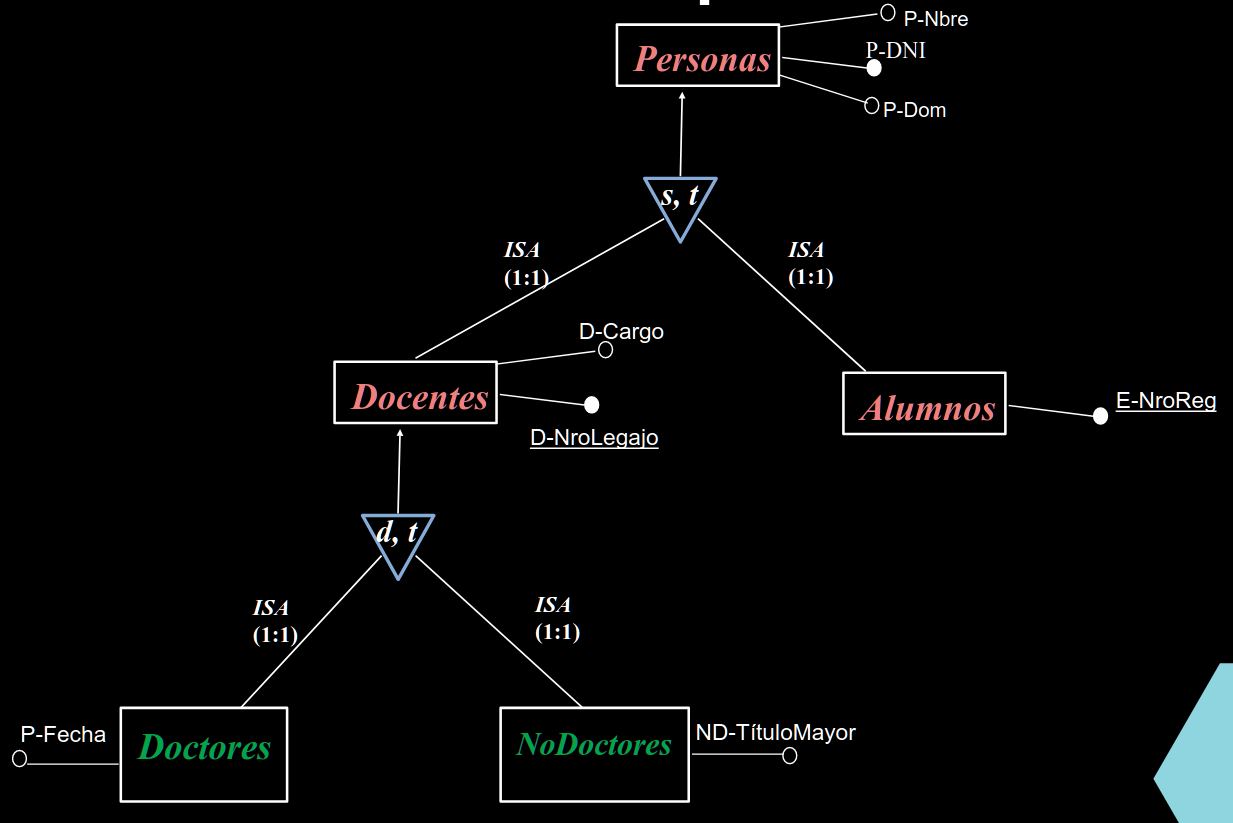 P-Nbre
Personas
P-DNI
P-Dom
s, t
ISA
(1:1)
ISA
(1:1)
D-Cargo
Docentes
D-NroLegajo
Alumnos
E-NroReg
d, t
ISA
(1:1)
ISA
(1:1)
P-Fecha
Doctores
NoDoctores
ND-TítuloMayor